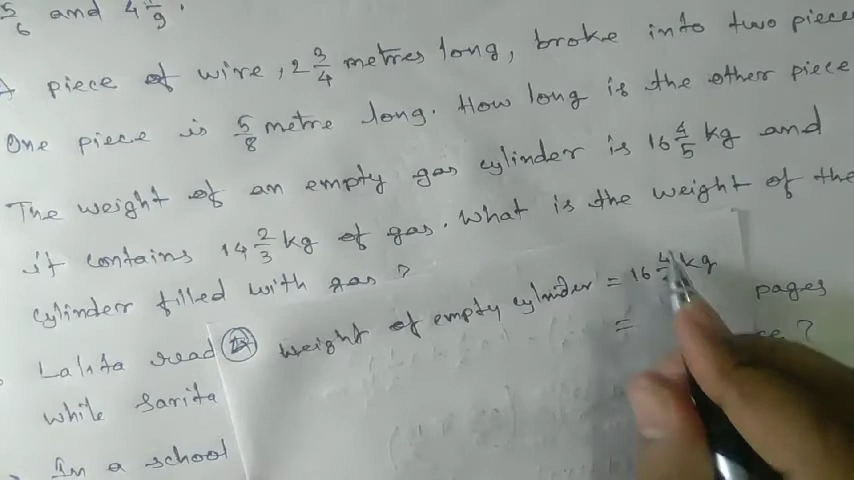 5/6 and 4 1/9.
A piece of wire, 2 3/4 metres long, broke into two pieces
One piece is 5/8 metre long. How long is the other piece
The weight of an empty gas cylinder is 16 4/5 kg and
it contains 14 2/3 kg of gas. What is the weight of the
cylinder filled with gas?
weight of empty cylinder = 16 4/ kg
=
Lalita read pages
while Sarita ?
In a school